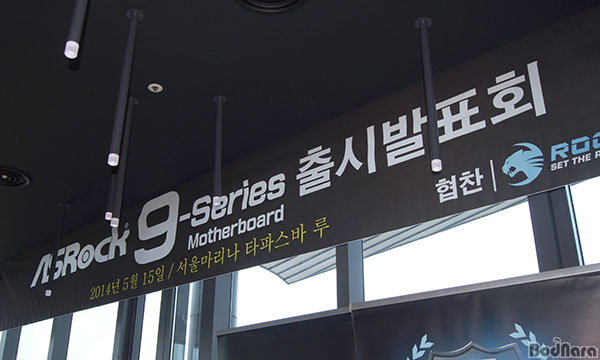 ASRock 9-Series 출시발표회
Motherboard
2014년 5월 15일 / 서울마리나 타파스바 루
협찬
SET THE
BodNara